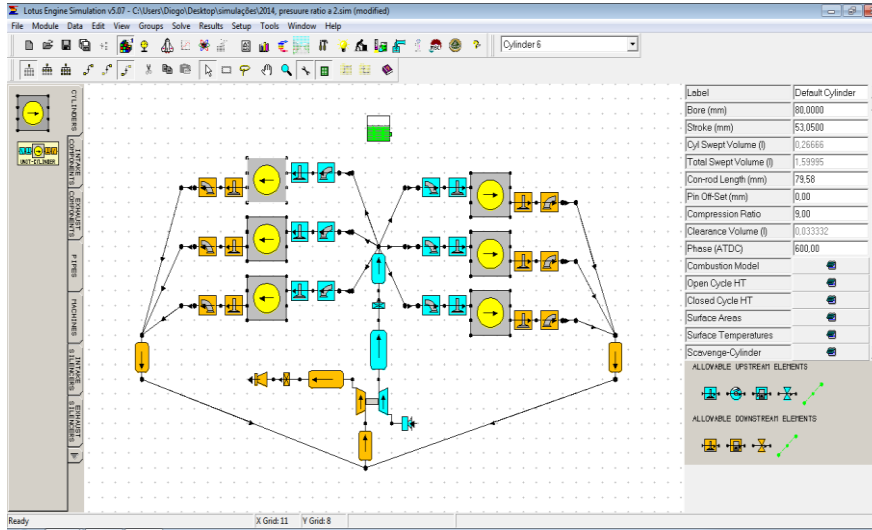 Lotus Engine Simulation v5.07 - C:\Users\Diogo\Desktop\simulações\2014, presuure ratio a 2.sim (modified)
File Module Data Edit View Groups Solve Results Setup Tools Window Help
Cylinder 6
CYLINDERS
INTAKE COMPONENTS
EXHAUST COMPONENTS
PIPES
MACHINES
INTAKE SILENCERS
EXHAUST SILENCERS
UNIT-CYLINDER
Label Default Cylinder
Bore (mm) 80,0000
Stroke (mm) 53,0500
Cyl Swept Volume (l) 0,26666
Total Swept Volume (l) 1,59995
Con-rod Length (mm) 79,58
Pin Off-Set (mm) 0,00
Compression Ratio 9,00
Clearance Volume (l) 0,033332
Phase (ATDC) 600,00
Combustion Model
Open Cycle HT
Closed Cycle HT
Surface Areas
Surface Temperatures
Scavenge-Cylinder
ALLOWABLE UPSTREAM ELEMENTS
ALLOWABLE DOWNSTREAM ELEMENTS
Ready X Grid: 11 Y Grid: 8